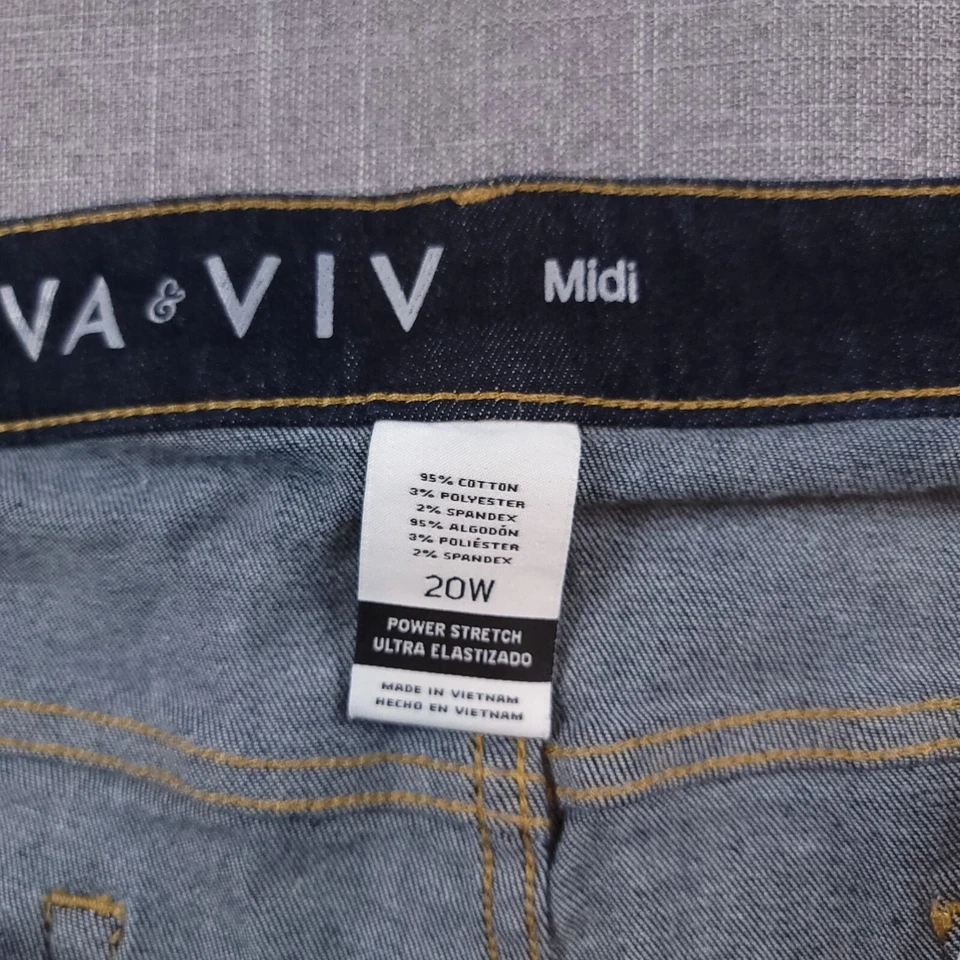 VA & VIV Midi
95% COTTON
3% POLYESTER
2% SPANDEX
95% ALGODÓN
3% POLIÉSTER
2% SPANDEX
20W
POWER STRETCH
ULTRA ELASTIZADO
MADE IN VIETNAM
HECHO EN VIETNAM